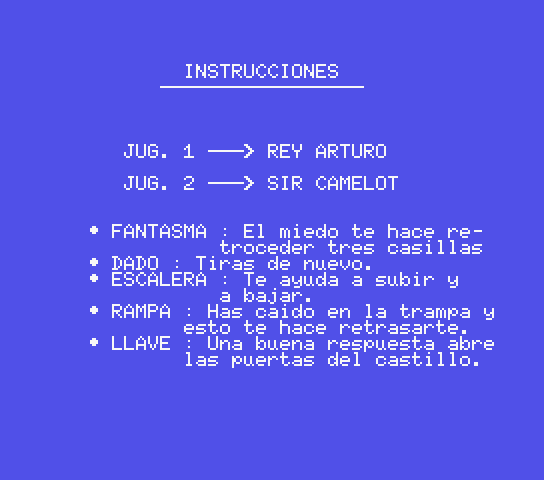 INSTRUCCIONES
JUG. 1 ───> REY ARTURO
JUG. 2 ───> SIR CAMELOT
• FANTASMA : El miedo te hace re-
troceder tres casillas
• DADO : Tiras de nuevo.
• ESCALERA : Te ayuda a subir y
a bajar.
• RAMPA : Has caido en la trampa y
esto te hace retrasarte.
• LLAVE : Una buena respuesta abre
las puertas del castillo.